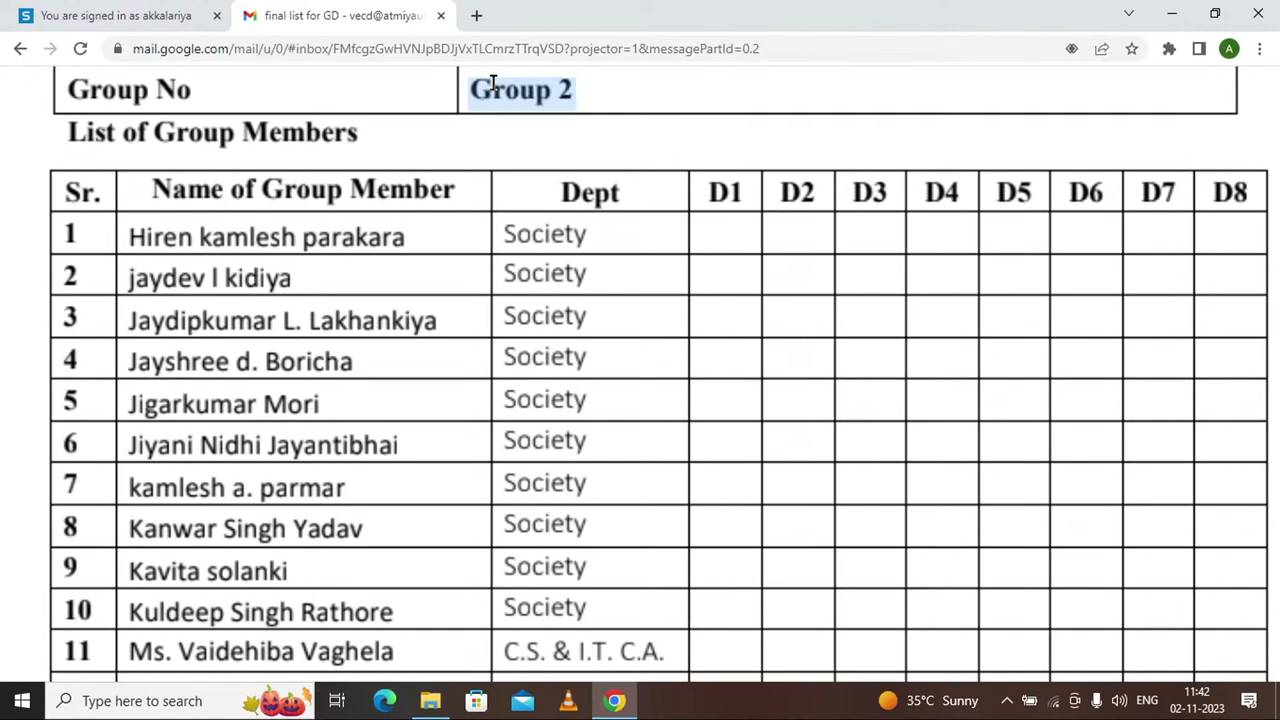 You are signed in as akkalariya
final list for GD - vecd@atmiyaur
mail.google.com/mail/u/0/#inbox/FMfcgzGwHVNJpBDJjVxTLCmrzTTrqVSD?projector=1&messagePartId=0.2
A
Group No Group 2
List of Group Members
Sr. Name of Group Member Dept D1 D2 D3 D4 D5 D6 D7 D8
1 Hiren kamlesh parakara Society
2 jaydev l kidiya Society
3 Jaydipkumar L. Lakhankiya Society
4 Jayshree d. Boricha Society
5 Jigarkumar Mori Society
6 Jiyani Nidhi Jayantibhai Society
7 kamlesh a. parmar Society
8 Kanwar Singh Yadav Society
9 Kavita solanki Society
10 Kuldeep Singh Rathore Society
11 Ms. Vaidehiba Vaghela C.S. & I.T. C.A.
Type here to search
35°C Sunny
ENG
11:42
02-11-2023